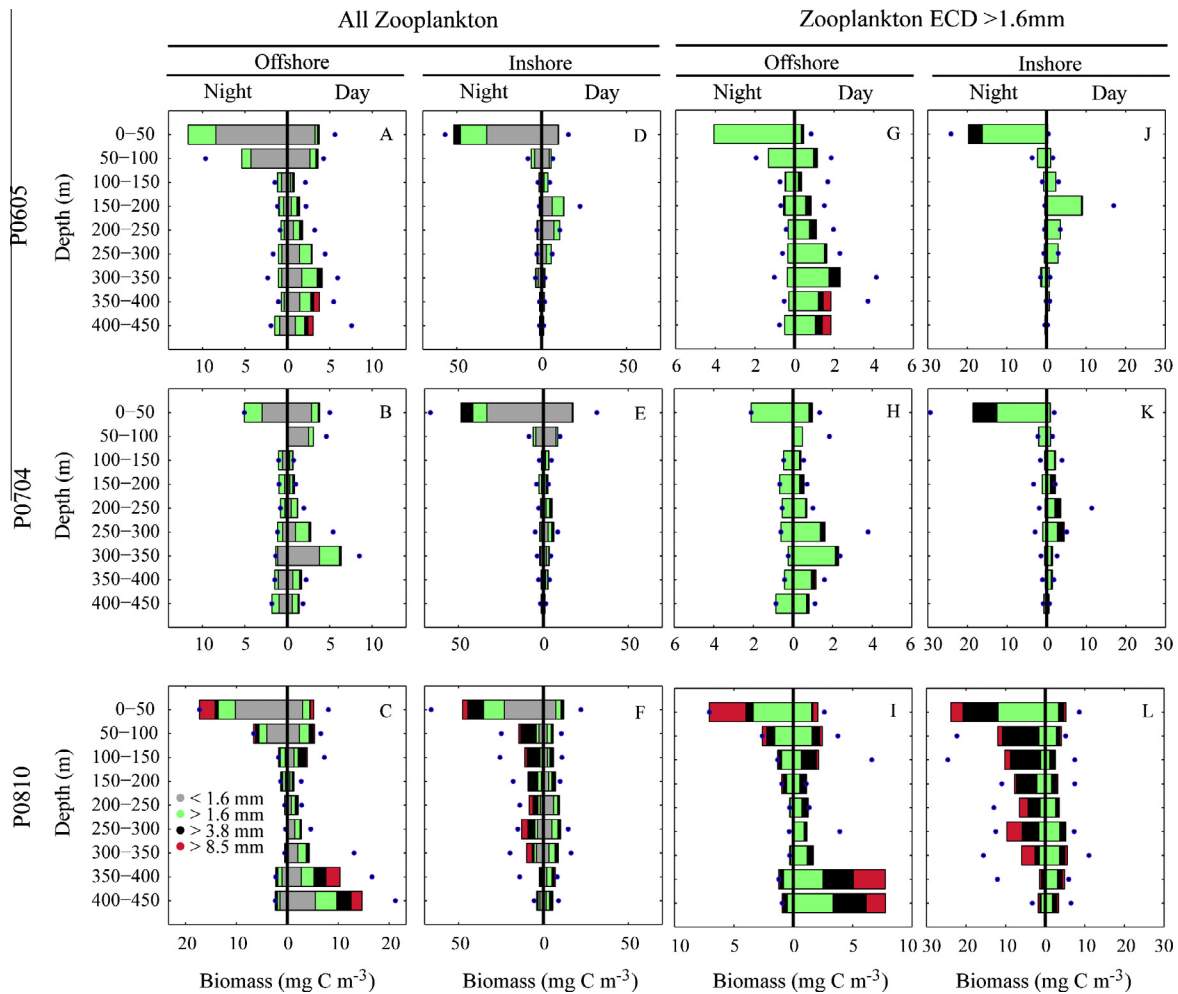 All Zooplankton
Zooplankton ECD >1.6mm
Offshore
Inshore
Offshore
Inshore
Night Day
Night Day
Night Day
Night Day
P0605
Depth (m)
0−50
50−100
100−150
150−200
200−250
250−300
300−350
350−400
400−450
A
D
G
J
10 5 0 5 10
50 0 50
6 4 2 0 2 4 6
30 20 10 0 10 20 30
P0704
Depth (m)
0−50
50−100
100−150
150−200
200−250
250−300
300−350
350−400
400−450
B
E
H
K
10 5 0 5 10
50 0 50
6 4 2 0 2 4 6
30 20 10 0 10 20 30
P0810
Depth (m)
0−50
50−100
100−150
150−200
200−250
250−300
300−350
350−400
400−450
C
F
I
L
< 1.6 mm
> 1.6 mm
> 3.8 mm
> 8.5 mm
20 10 0 10 20
50 0 50
10 5 0 5 10
30 20 10 0 10 20 30
Biomass (mg C m-3)
Biomass (mg C m-3)
Biomass (mg C m-3)
Biomass (mg C m-3)